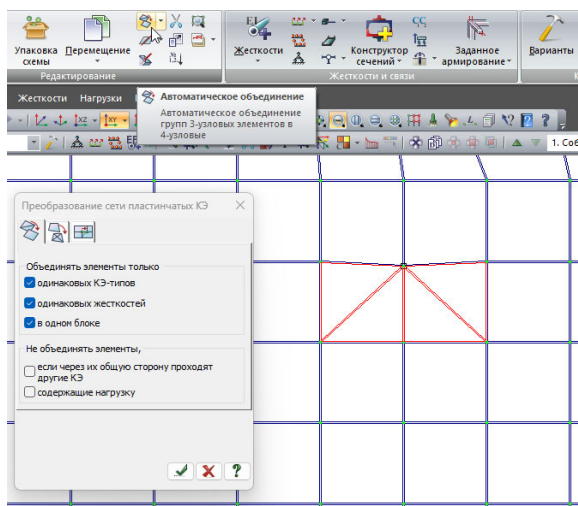 Упаковка схемы
Перемещение
Редактирование
Жесткости
Конструктор сечений
Заданное армирование
Варианты
Жесткости и связи
Жесткости Нагрузки
Автоматическое объединение
Автоматическое объединение
групп 3-узловых элементов в
4-узловые
1. Соб
Преобразование сети пластинчатых КЭ
Объединять элементы только
одинаковых КЭ-типов
одинаковых жесткостей
в одном блоке
Не объединять элементы,
если через их общую сторону проходят
другие КЭ
содержащие нагрузку